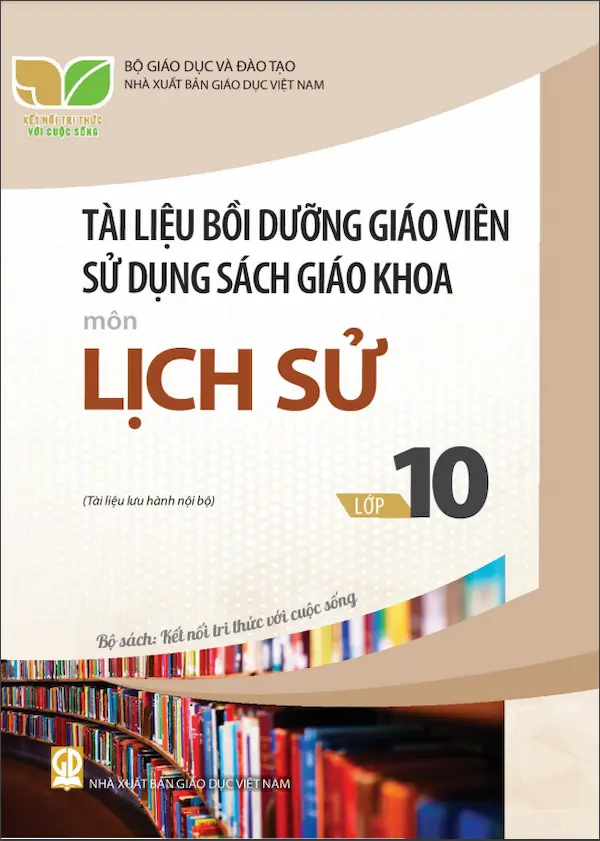 BỘ GIÁO DỤC VÀ ĐÀO TẠO
NHÀ XUẤT BẢN GIÁO DỤC VIỆT NAM
KẾT NỐI TRI THỨC
VỚI CUỘC SỐNG
TÀI LIỆU BỒI DƯỠNG GIÁO VIÊN
SỬ DỤNG SÁCH GIÁO KHOA
môn
LỊCH SỬ
LỚP 10
(Tài liệu lưu hành nội bộ)
Bộ sách: Kết nối tri thức với cuộc sống
GD
NHÀ XUẤT BẢN GIÁO DỤC VIỆT NAM